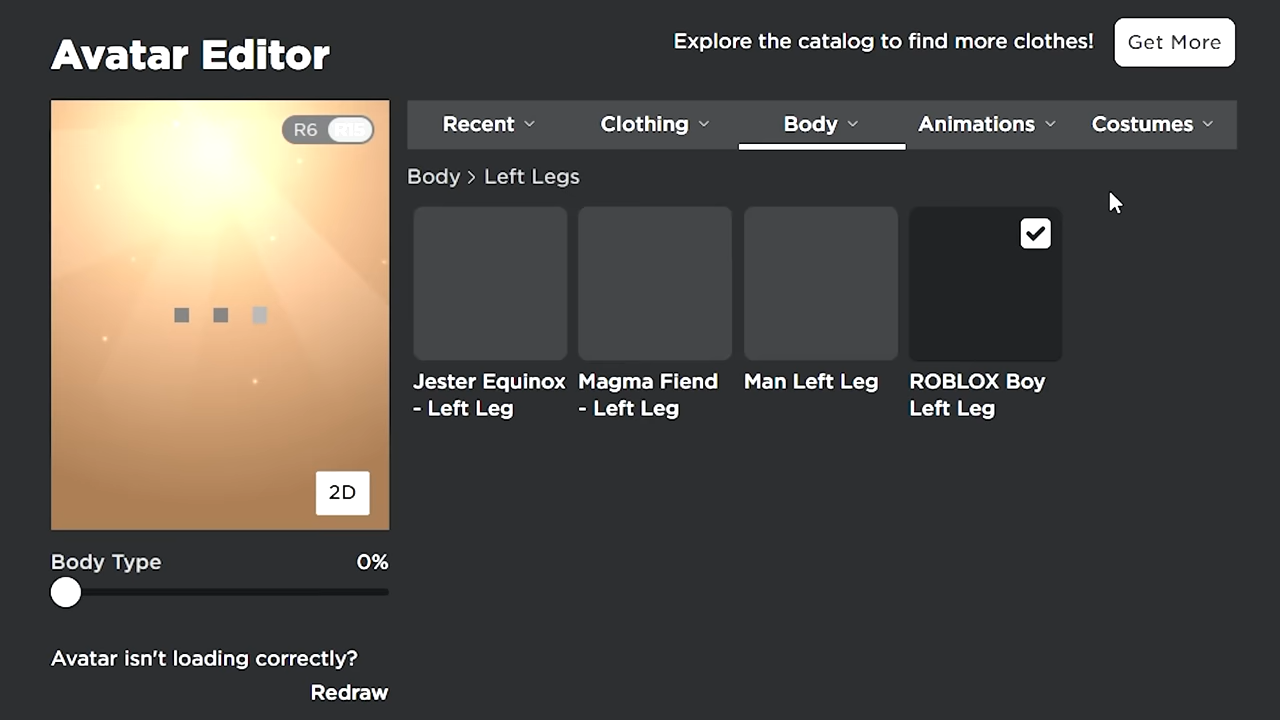 Avatar Editor
Explore the catalog to find more clothes!
Get More
R6
R15
Recent
Clothing
Body
Animations
Costumes
Body > Left Legs
Jester Equinox
- Left Leg
Magma Fiend
- Left Leg
Man Left Leg
ROBLOX Boy
Left Leg
2D
Body Type
0%
Avatar isn't loading correctly?
Redraw